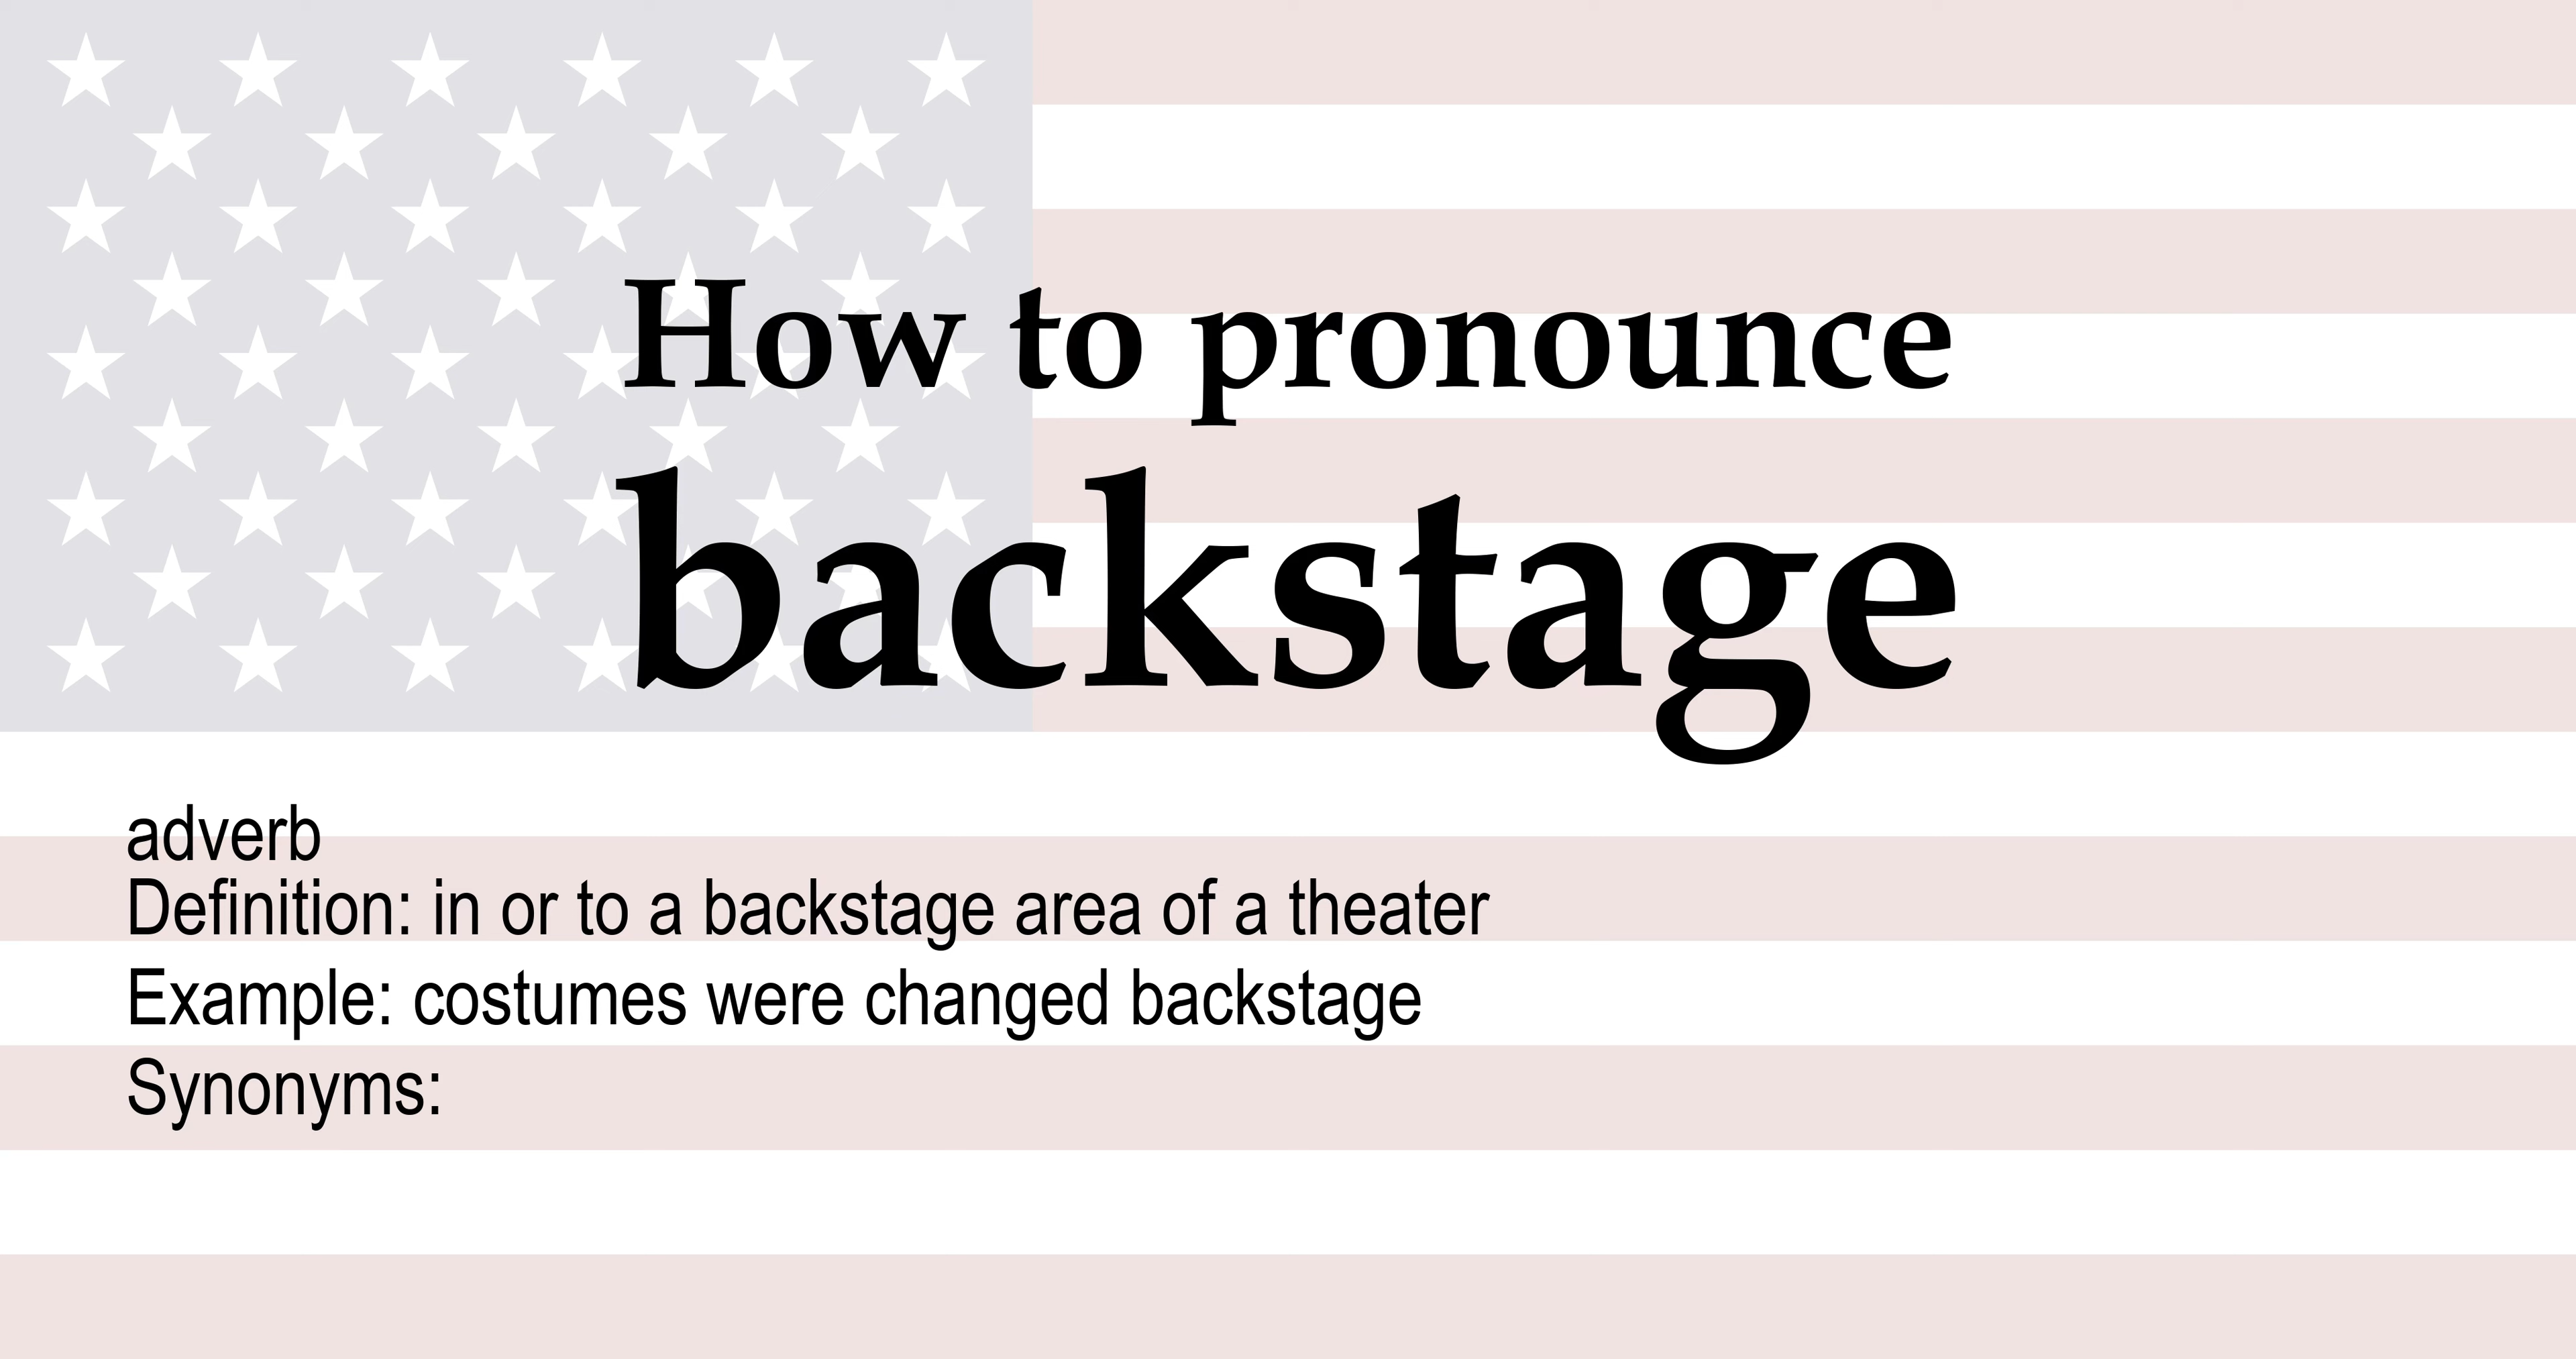 How to pronounce
backstage
adverb
Definition: in or to a backstage area of a theater
Example: costumes were changed backstage
Synonyms: